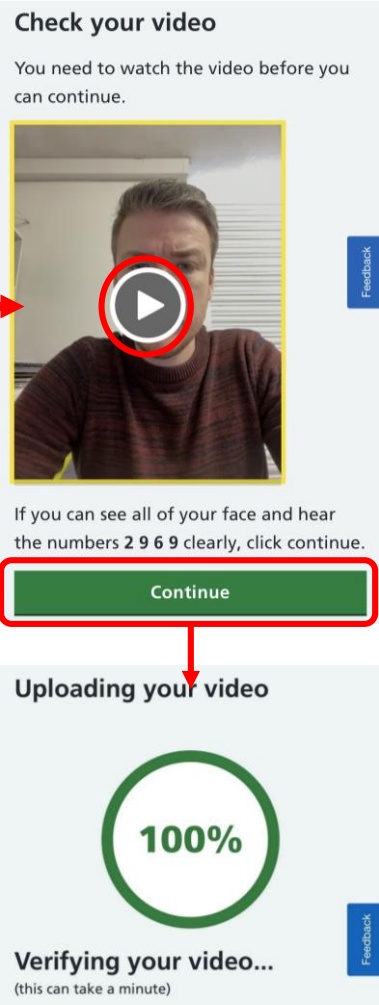 Check your video
You need to watch the video before you
can continue.
Feedback
If you can see all of your face and hear
the numbers 2 9 6 9 clearly, click continue.
Continue
Uploading your video
100%
Feedback
Verifying your video...
(this can take a minute)